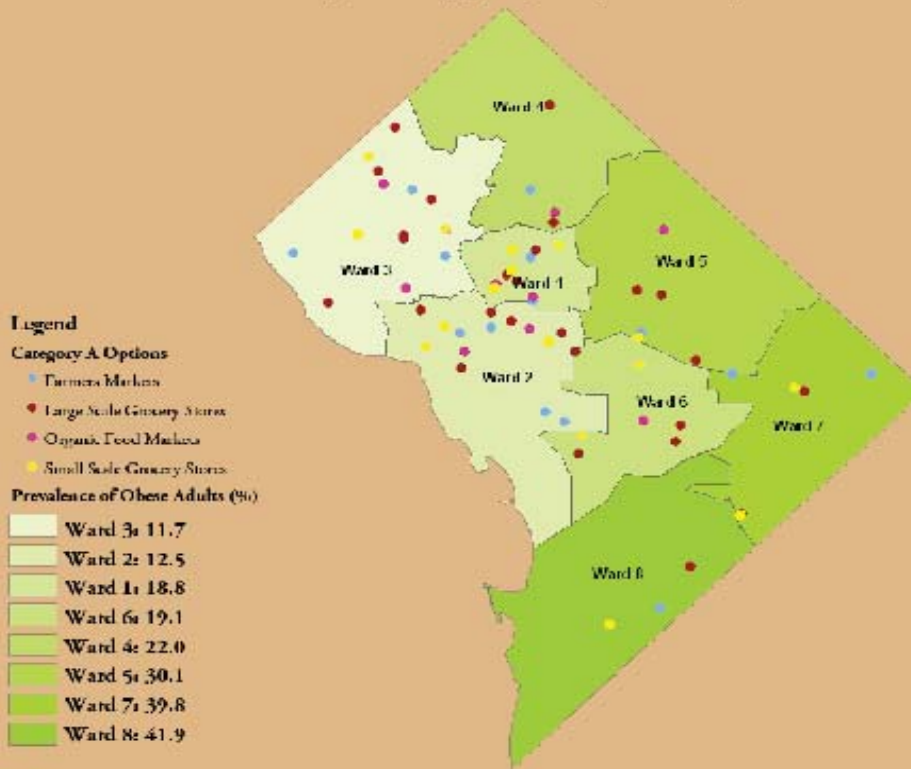 Ward 4
Ward 3
Ward 1
Ward 5
Ward 2
Ward 6
Ward 7
Ward 8
Legend
Category A Options
Farmers Markets
Large Scale Grocery Stores
Organic Food Markets
Small Scale Grocery Stores
Prevalence of Obese Adults (%)
Ward 3: 11.7
Ward 2: 12.5
Ward 1: 18.8
Ward 6: 19.1
Ward 4: 22.0
Ward 5: 30.1
Ward 7: 39.8
Ward 8: 41.9